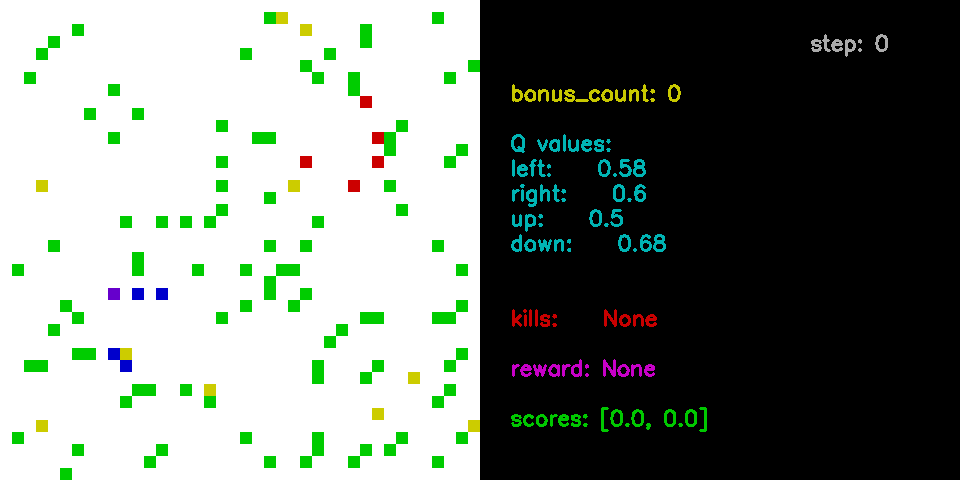 step: 0
bonus_count: 0
Q values:
left: 0.58
right: 0.6
up: 0.5
down: 0.68
kills: None
reward: None
scores: [0.0, 0.0]